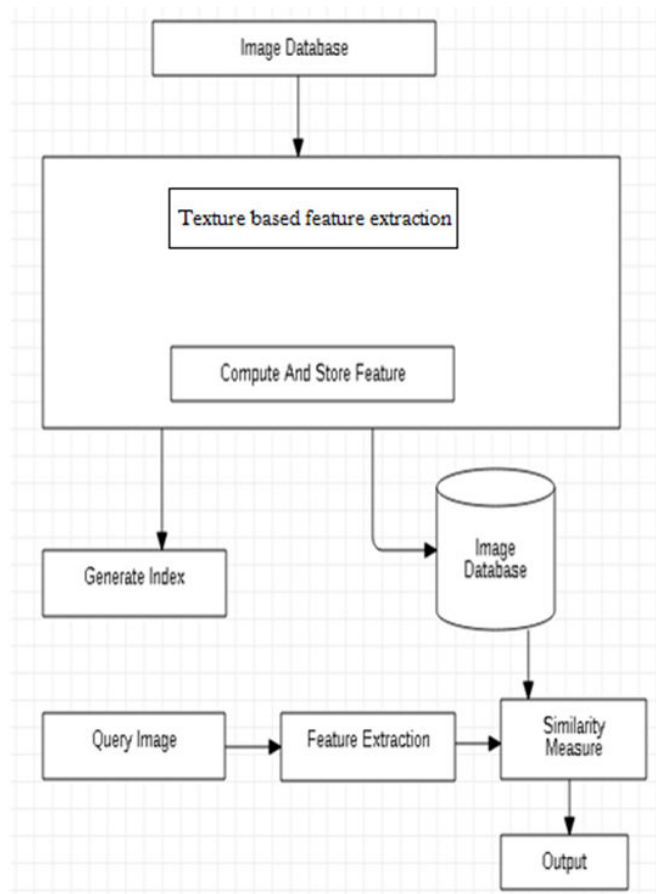 Image Database
Texture based feature extraction
Compute And Store Feature
Generate Index
Image
Database
Query Image
Feature Extraction
Similarity
Measure
Output